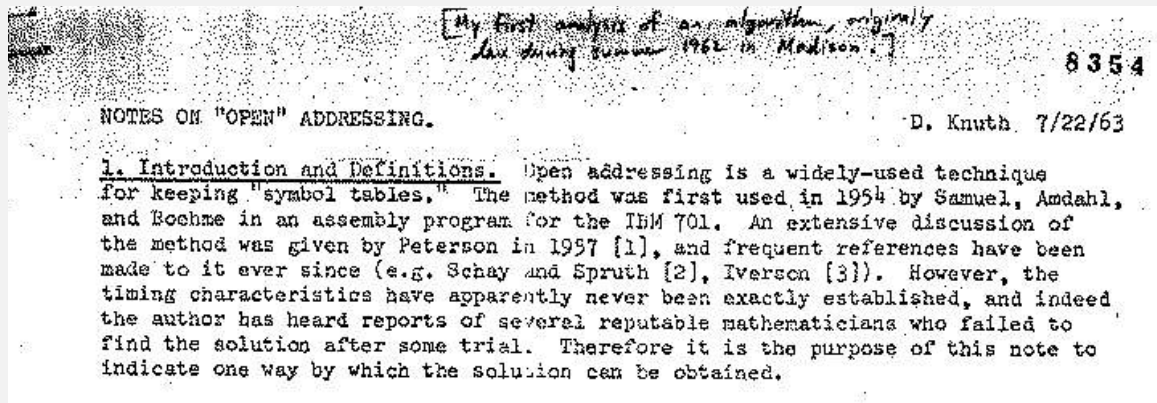 [My first analysis of an algorithm, originally
done during summer 1962 in Madison.]
8354
NOTES ON "OPEN" ADDRESSING.
D. Knuth 7/22/63
1. Introduction and Definitions. Open addressing is a widely-used technique
for keeping "symbol tables." The method was first used in 1954 by Samuel, Amdahl,
and Boehme in an assembly program for the IBM 701. An extensive discussion of
the method was given by Peterson in 1957 [1], and frequent references have been
made to it ever since (e.g. Schay and Spruth [2], Iverson [3]). However, the
timing characteristics have apparently never been exactly established, and indeed
the author has heard reports of several reputable mathematicians who failed to
find the solution after some trial. Therefore it is the purpose of this note to
indicate one way by which the solution can be obtained.